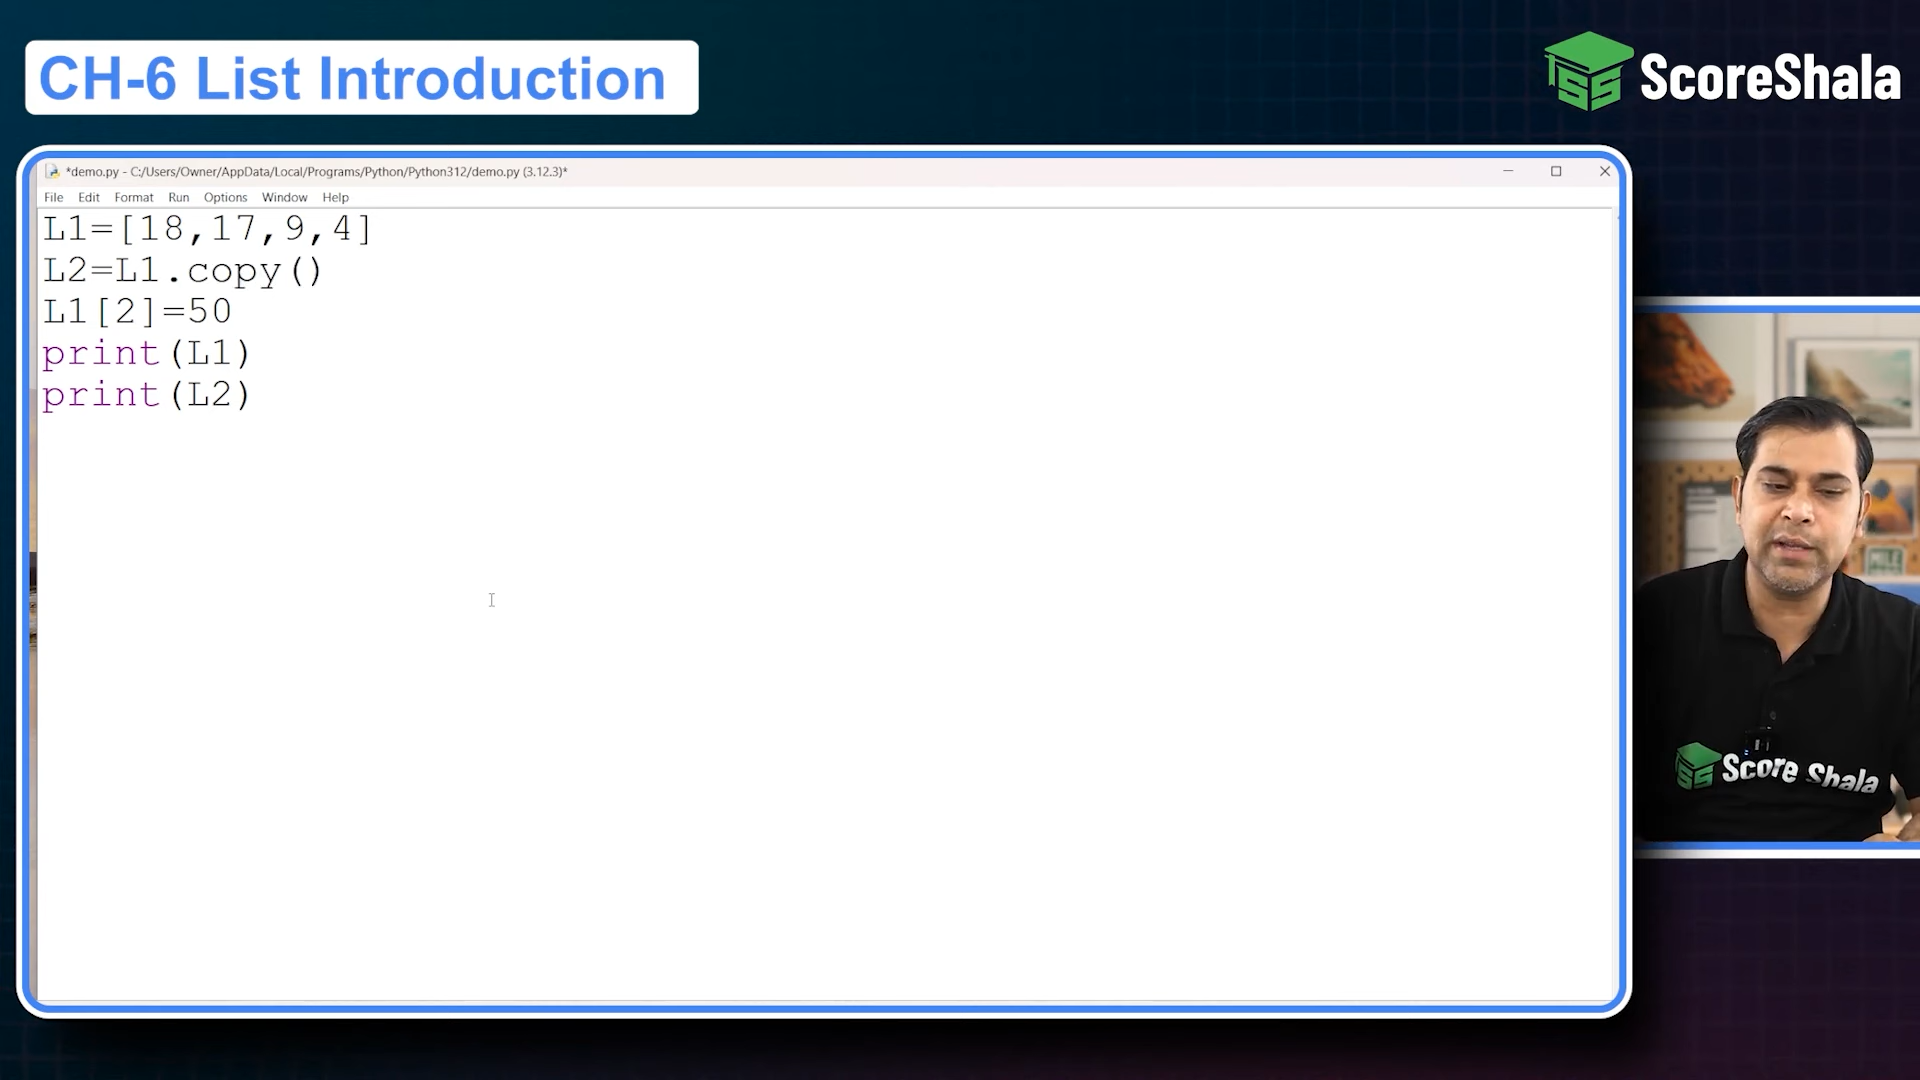 CH-6 List Introduction
ScoreShala
*demo.py - C:/Users/Owner/AppData/Local/Programs/Python/Python312/demo.py (3.12.3)*
File Edit Format Run Options Window Help
L1=[18,17,9,4]
L2=L1.copy()
L1[2]=50
print(L1)
print(L2)
Score Shala